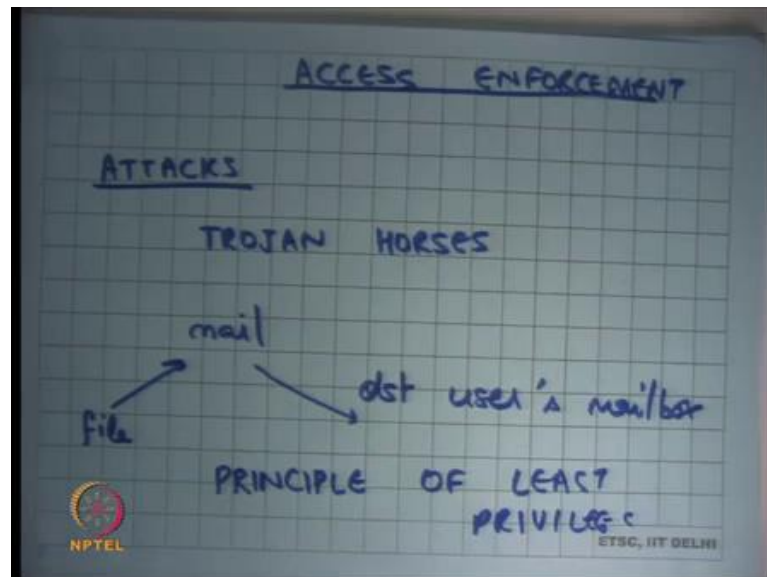 ACCESS ENFORCEMENT
ATTACKS
TROJAN HORSES
mail
dst user's mailbox
file
PRINCIPLE OF LEAST
PRIVILEGE
NPTEL
ETSC, IIT DELHI